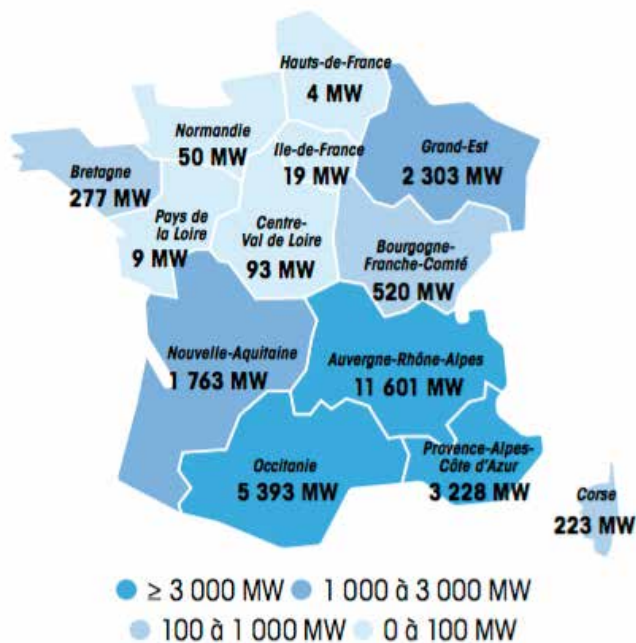 Hauts-de-France
4 MW
Normandie
50 MW
Ile-de-France
19 MW
Grand-Est
2 303 MW
Bretagne
277 MW
Pays de
la Loire
9 MW
Centre-
Val de Loire
93 MW
Bourgogne-
Franche-Comté
520 MW
Nouvelle-Aquitaine
1 763 MW
Auvergne-Rhône-Alpes
11 601 MW
Occitanie
5 393 MW
Provence-Alpes-
Côte d'Azur
3 228 MW
Corse
223 MW
≥ 3 000 MW 1 000 à 3 000 MW
100 à 1 000 MW 0 à 100 MW